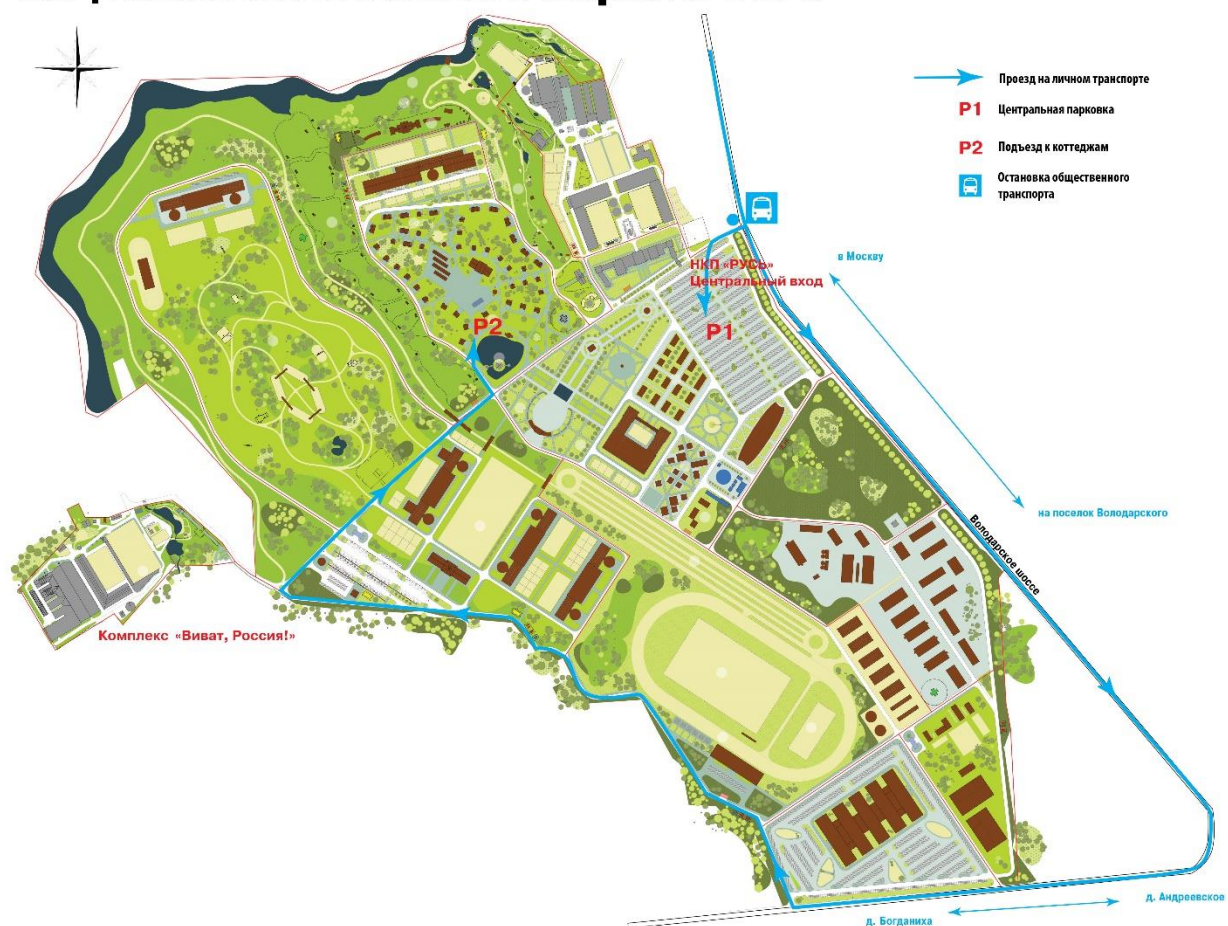 Проезд на личном транспорте
P1 Центральная парковка
P2 Подъезд к коттеджам
Остановка общественного
транспорта
в Москву
НКП «РУСЬ»
Центральный вход
P1
P2
на поселок Володарского
Володарское шоссе
Комплекс «Виват, Россия!»
д. Андреевское
д. Богданиха